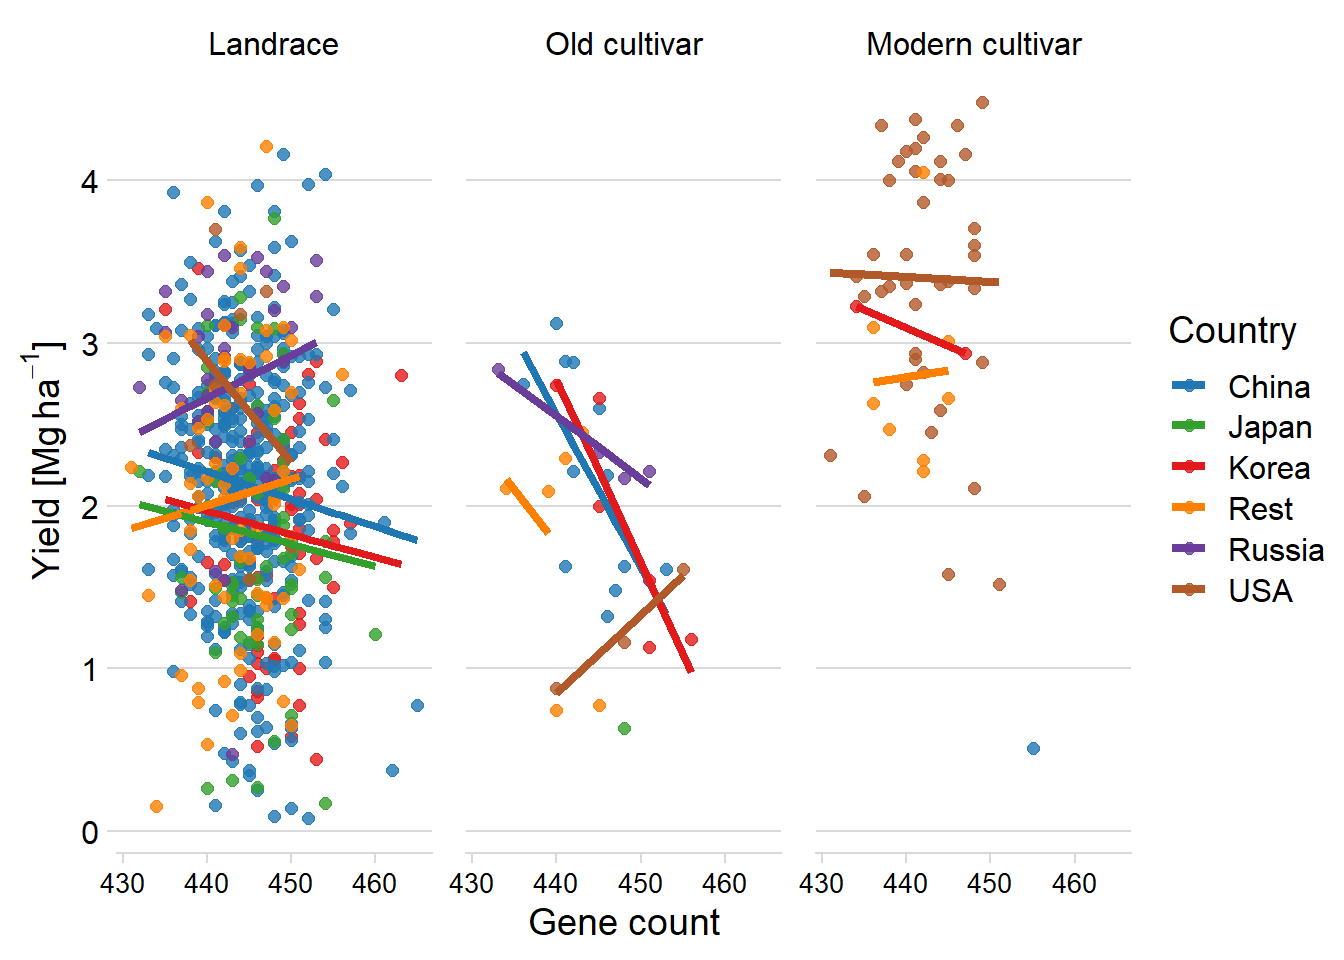 Landrace
Old cultivar
Modern cultivar
Yield [Mg ha⁻¹]
4
3
2
1
0
430 440 450 460
430 440 450 460
430 440 450 460
Gene count
Country
China
Japan
Korea
Rest
Russia
USA